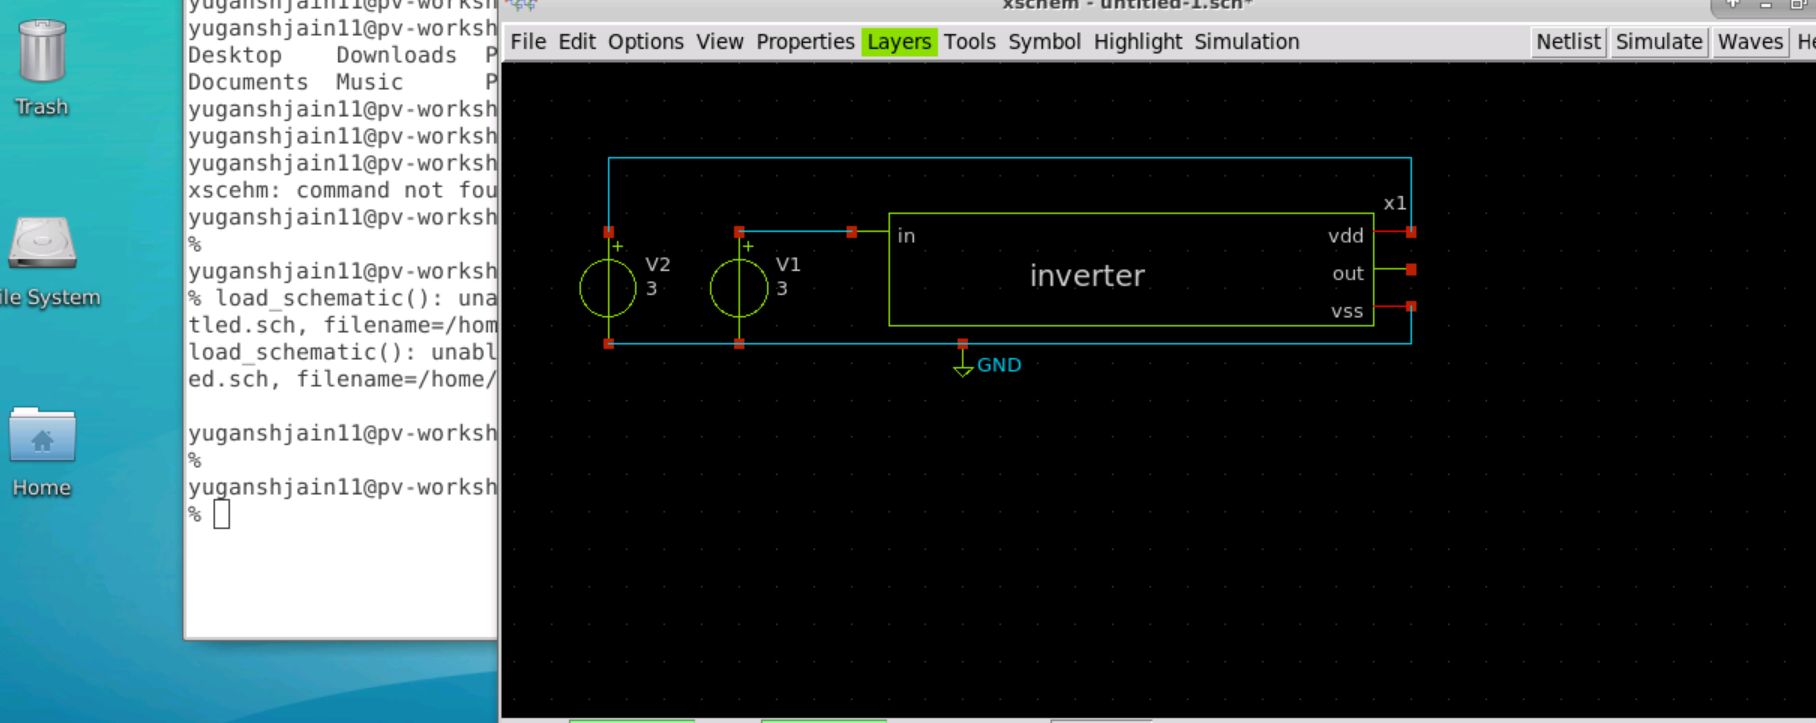 Trash
ile System
Home
yuganshjain11@pv-worksh
yuganshjain11@pv-worksh
Desktop Downloads P
Documents Music P
yuganshjain11@pv-worksh
yuganshjain11@pv-worksh
yuganshjain11@pv-worksh
xscehm: command not fou
yuganshjain11@pv-worksh
%
yuganshjain11@pv-worksh
% load_schematic(): una
tled.sch, filename=/hom
load_schematic(): unabl
ed.sch, filename=/home/
yuganshjain11@pv-worksh
%
yuganshjain11@pv-worksh
%
xschem - untitled-1.sch*
File Edit Options View Properties Layers Tools Symbol Highlight Simulation Netlist Simulate Waves He
x1
in
vdd
+
+
V2
V1
inverter
out
3
3
vss
GND